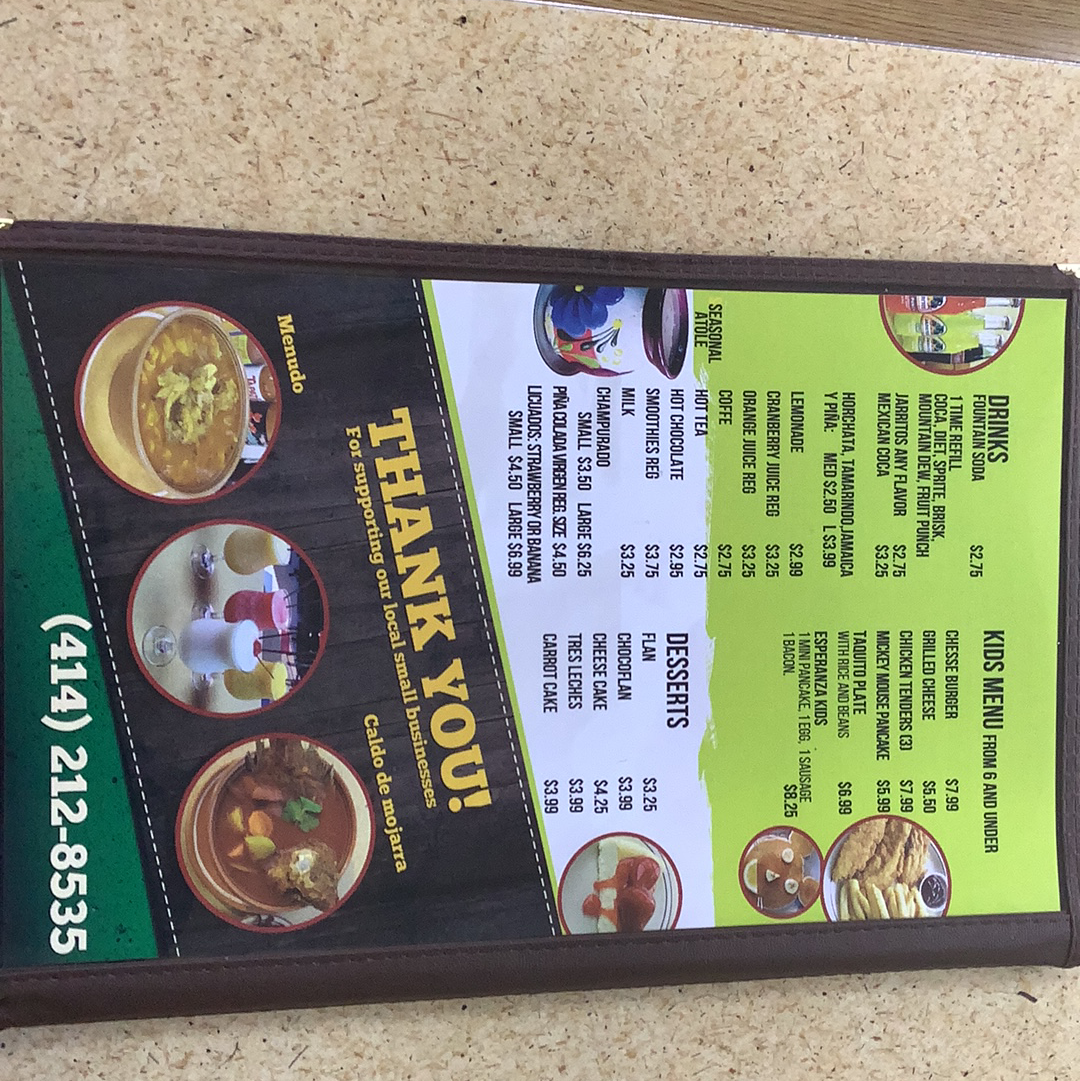 DRINKS
FOUNTAIN SODA $2.75
1 TIME REFILL
COCA, DIET, SPRITE, BRISK,
MOUNTAIN DEW, FRUIT PUNCH
JARRITOS ANY FLAVOR $2.75
MEXICAN COCA $3.25
HORCHATA, TAMARINDO,JAMAICA
Y PIÑA: MED $2.50 L $3.99
LEMONADE $2.99
CRANBERRY JUICE REG $3.25
ORANGE JUICE REG $3.25
COFFE $2.75
HOT TEA $2.75
HOT CHOCOLATE $2.95
SMOOTHIES REG $3.75
MILK $3.25
CHAMPURADO
SMALL $3.50 LARGE $6.25
PIÑA COLADA VIRGEN REG. SIZE $4.50
LICUADOS: STRAWBERRY OR BANANA
SMALL $4.50 LARGE $6.99
SEASONAL
ATOLE
KIDS MENU FROM 6 AND UNDER
CHESSE BURGER $7.99
GRILLED CHEESE $5.50
CHICKEN TENDERS (3) $7.99
MICKEY MOUSE PANCAKE $5.99
TAQUITO PLATE $6.99
WITH RICE AND BEANS
ESPERANZA KIDS
1 MINI PANCAKE, 1 EGG, 1 SAUSAGE
1 BACON. $8.25
DESSERTS
FLAN $3.25
CHOCOFLAN $3.99
CHEESE CAKE $4.25
TRES LECHES $3.99
CARROT CAKE $3.99
THANK YOU!
For supporting our local small businesses
Menudo
Caldo de mojarra
(414) 212-8535